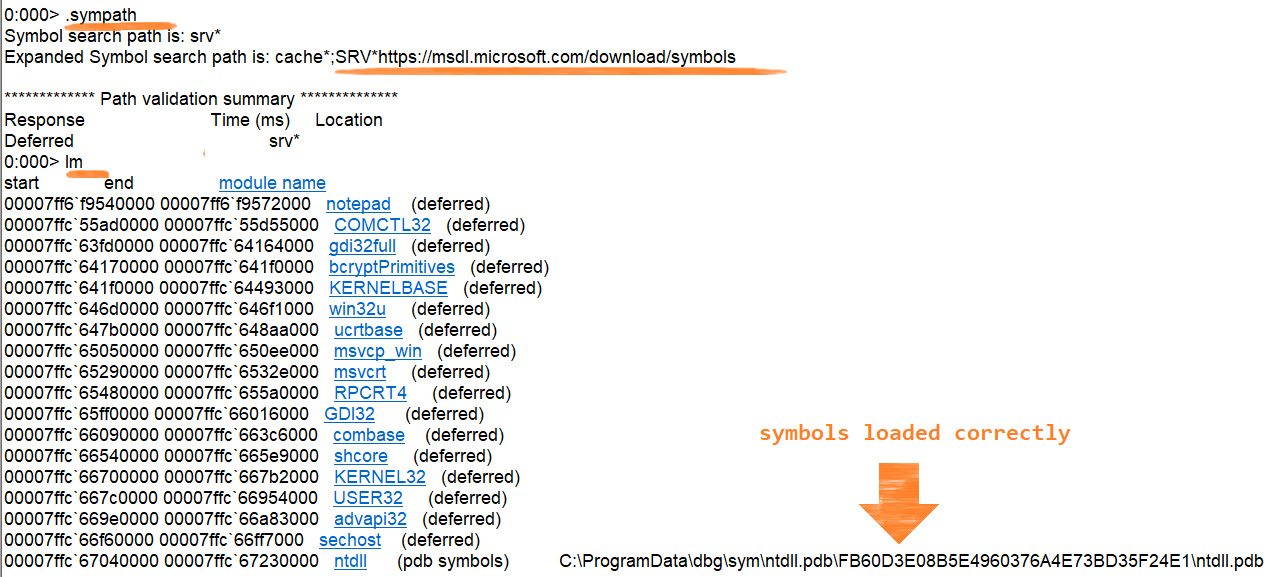 0:000> .sympath
Symbol search path is: srv*
Expanded Symbol search path is: cache*;SRV*https://msdl.microsoft.com/download/symbols
************* Path validation summary **************
Response Time (ms) Location
Deferred srv*
0:000> lm
start end module name
00007ff6`f9540000 00007ff6`f9572000 notepad (deferred)
00007ffc`55ad0000 00007ffc`55d55000 COMCTL32 (deferred)
00007ffc`63fd0000 00007ffc`64164000 gdi32full (deferred)
00007ffc`64170000 00007ffc`641f0000 bcryptPrimitives (deferred)
00007ffc`641f0000 00007ffc`64493000 KERNELBASE (deferred)
00007ffc`646d0000 00007ffc`646f1000 win32u (deferred)
00007ffc`647b0000 00007ffc`648aa000 ucrtbase (deferred)
00007ffc`65050000 00007ffc`650ee000 msvcp_win (deferred)
00007ffc`65290000 00007ffc`6532e000 msvcrt (deferred)
00007ffc`65480000 00007ffc`655a0000 RPCRT4 (deferred)
00007ffc`65ff0000 00007ffc`66016000 GDI32 (deferred)
00007ffc`66090000 00007ffc`663c6000 combase (deferred)
00007ffc`66540000 00007ffc`665e9000 shcore (deferred)
00007ffc`66700000 00007ffc`667b2000 KERNEL32 (deferred)
00007ffc`667c0000 00007ffc`66954000 USER32 (deferred)
00007ffc`669e0000 00007ffc`66a83000 advapi32 (deferred)
00007ffc`66f60000 00007ffc`66ff7000 sechost (deferred)
symbols loaded correctly
00007ffc`67040000 00007ffc`67230000 ntdll (pdb symbols) C:\ProgramData\dbg\sym\ntdll.pdb\FB60D3E08B5E4960376A4E73BD35F24E1\ntdll.pdb